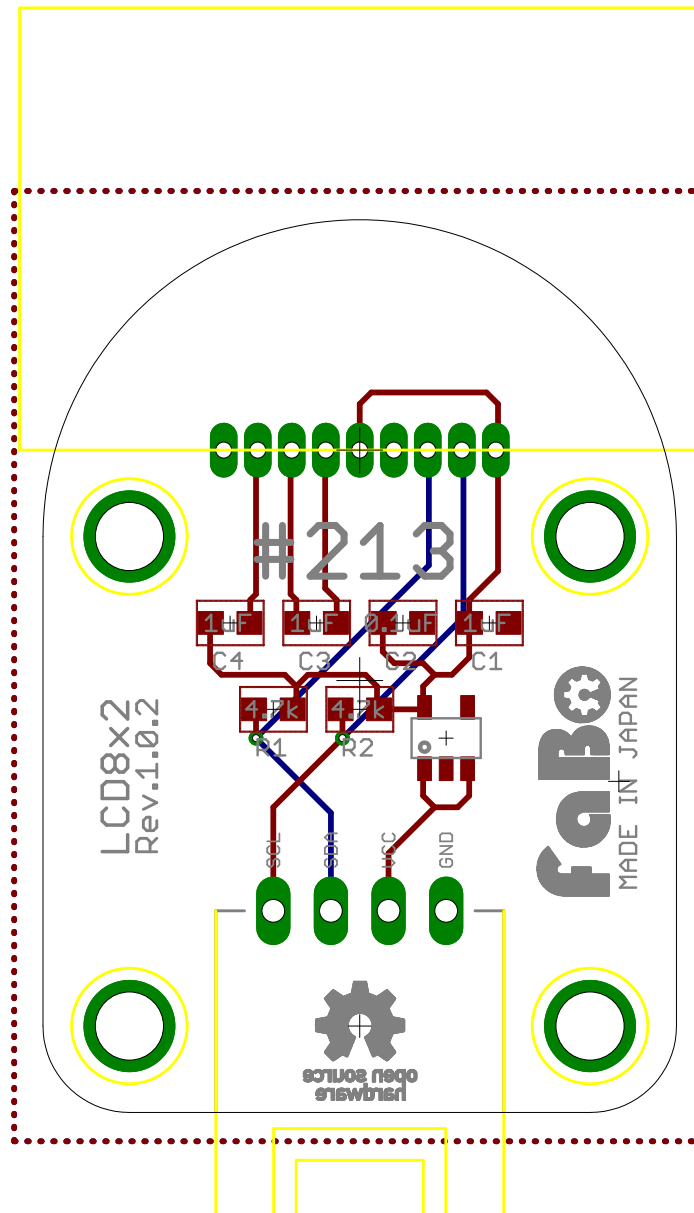 #213
1uF
1uF
0.1uF
1uF
C4
C3
C2
C1
4.7k
4.7k
R1
R2
LCD8x2
Rev.1.0.2
FaBo
MADE IN JAPAN
SCL
SDA
VCC
GND
open source
hardware